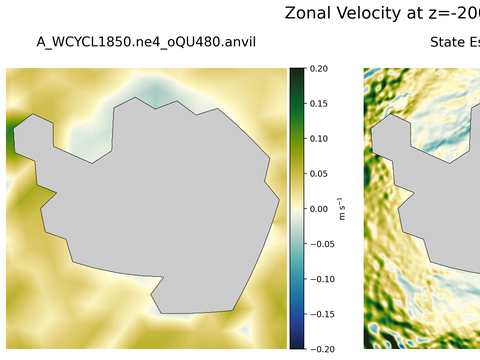 Zonal Velocity at z=-20
A_WCYCL1850.ne4_oQU480.anvil
State Es
0.20
0.15
0.10
0.05
0.00
−0.05
−0.10
−0.15
−0.20
m s⁻¹